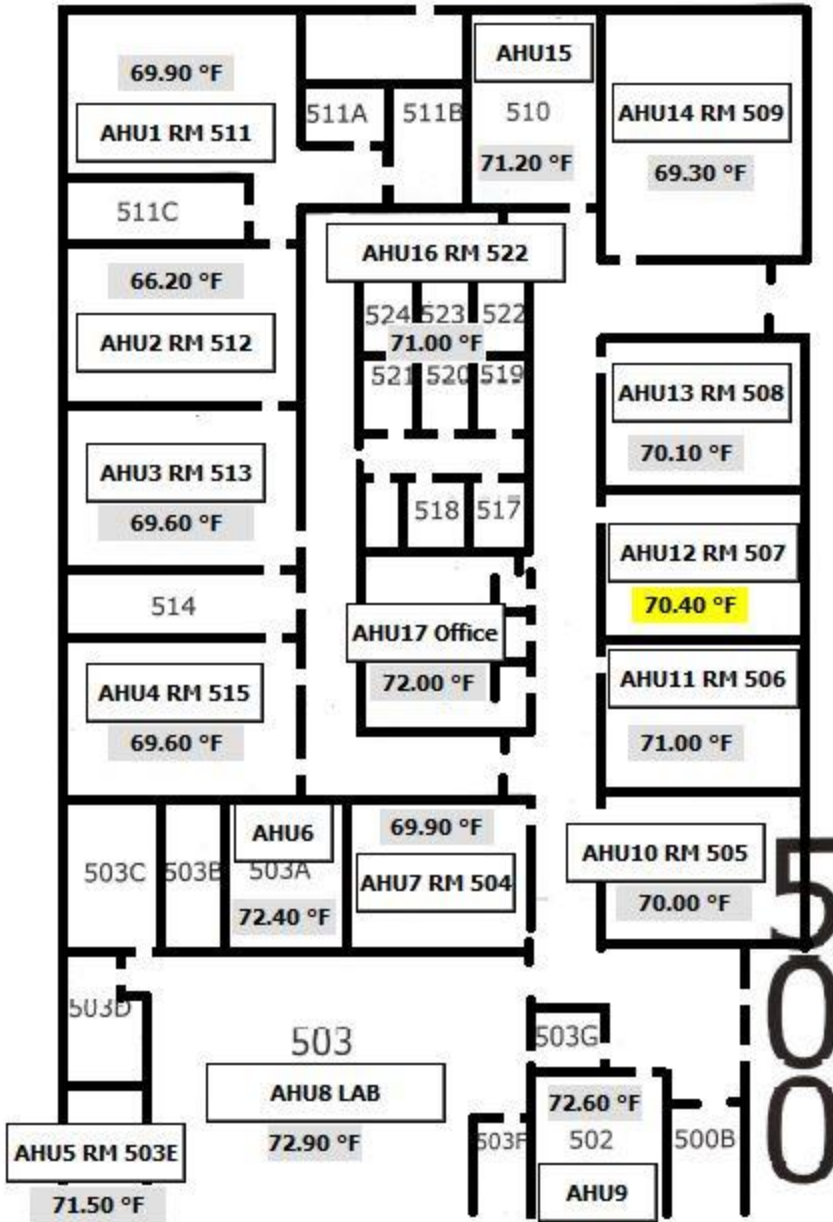 69.90 °F
AHU1 RM 511
511A
511B
AHU15
510
71.20 °F
AHU14 RM 509
69.30 °F
511C
AHU16 RM 522
66.20 °F
AHU2 RM 512
524
523
522
71.00 °F
521
520
519
AHU13 RM 508
70.10 °F
AHU3 RM 513
69.60 °F
518
517
AHU12 RM 507
70.40 °F
514
AHU17 Office
72.00 °F
AHU11 RM 506
71.00 °F
AHU4 RM 515
69.60 °F
503C
503B
AHU6
503A
72.40 °F
69.90 °F
AHU7 RM 504
AHU10 RM 505
70.00 °F
500
503D
503
503G
AHU8 LAB
72.90 °F
AHU5 RM 503E
71.50 °F
503F
72.60 °F
502
AHU9
500B